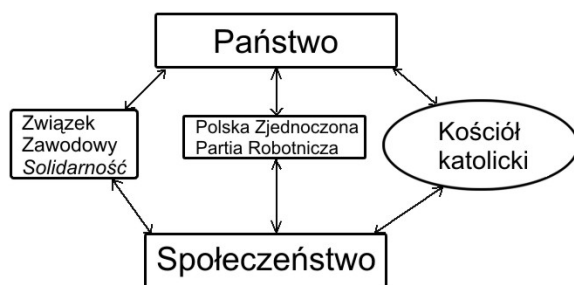 Państwo
Związek
Zawodowy
Solidarność
Polska Zjednoczona
Partia Robotnicza
Kościół
katolicki
Społeczeństwo